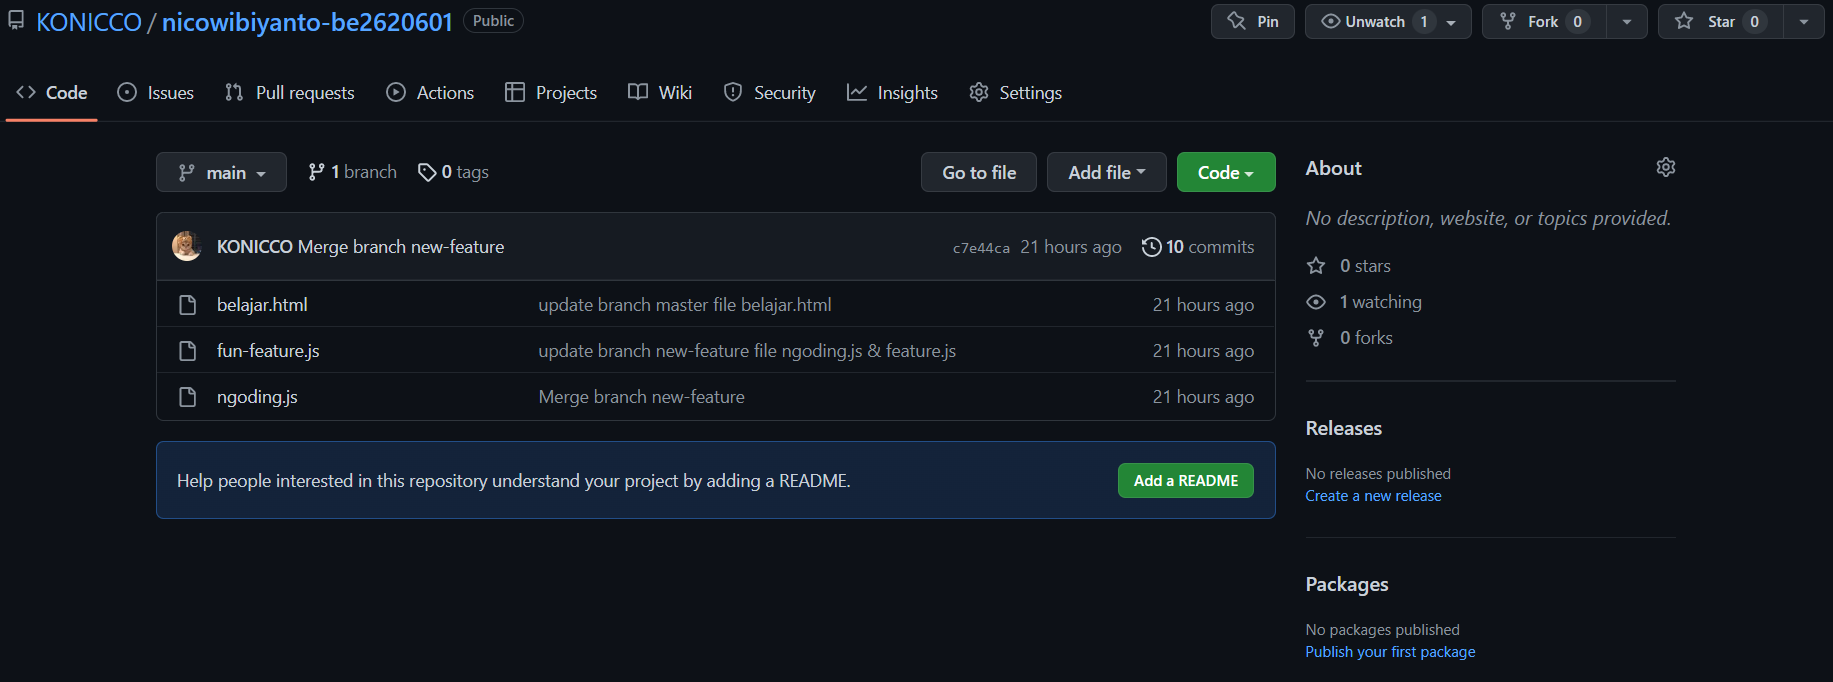 KONICCO / nicowibiyanto-be2620601 Public Pin Unwatch 1 Fork 0 Star 0
Code Issues Pull requests Actions Projects Wiki Security Insights Settings
main 1 branch 0 tags Go to file Add file Code
KONICCO Merge branch new-feature c7e44ca 21 hours ago 10 commits
belajar.html update branch master file belajar.html 21 hours ago
fun-feature.js update branch new-feature file ngoding.js & feature.js 21 hours ago
ngoding.js Merge branch new-feature 21 hours ago
Help people interested in this repository understand your project by adding a README. Add a README
About
No description, website, or topics provided.
0 stars
1 watching
0 forks
Releases
No releases published
Create a new release
Packages
No packages published
Publish your first package